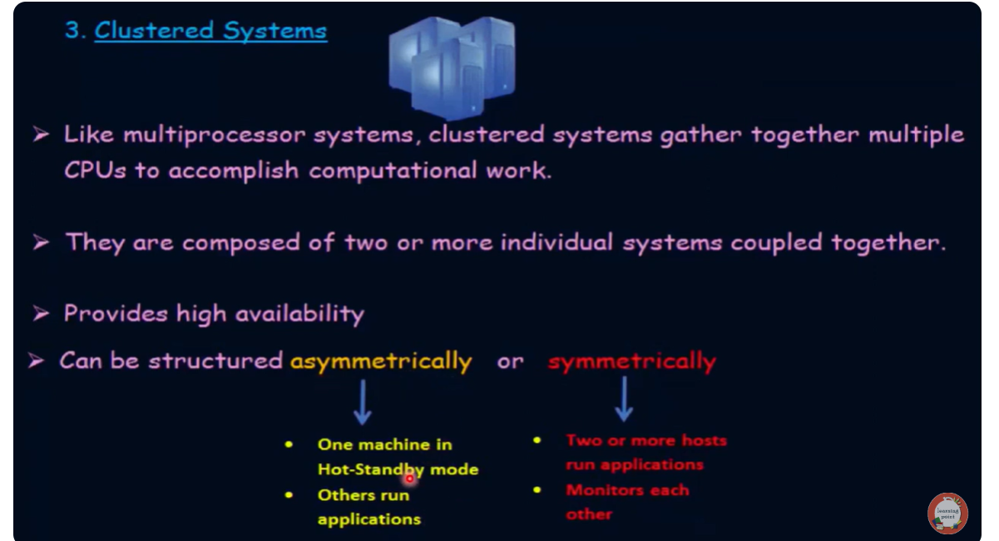 3. Clustered Systems
➢ Like multiprocessor systems, clustered systems gather together multiple
CPUs to accomplish computational work.
➢ They are composed of two or more individual systems coupled together.
➢ Provides high availability
➢ Can be structured asymmetrically or symmetrically
• One machine in
Hot-Standby mode
• Others run
applications
• Two or more hosts
run applications
• Monitors each
other
learning
point